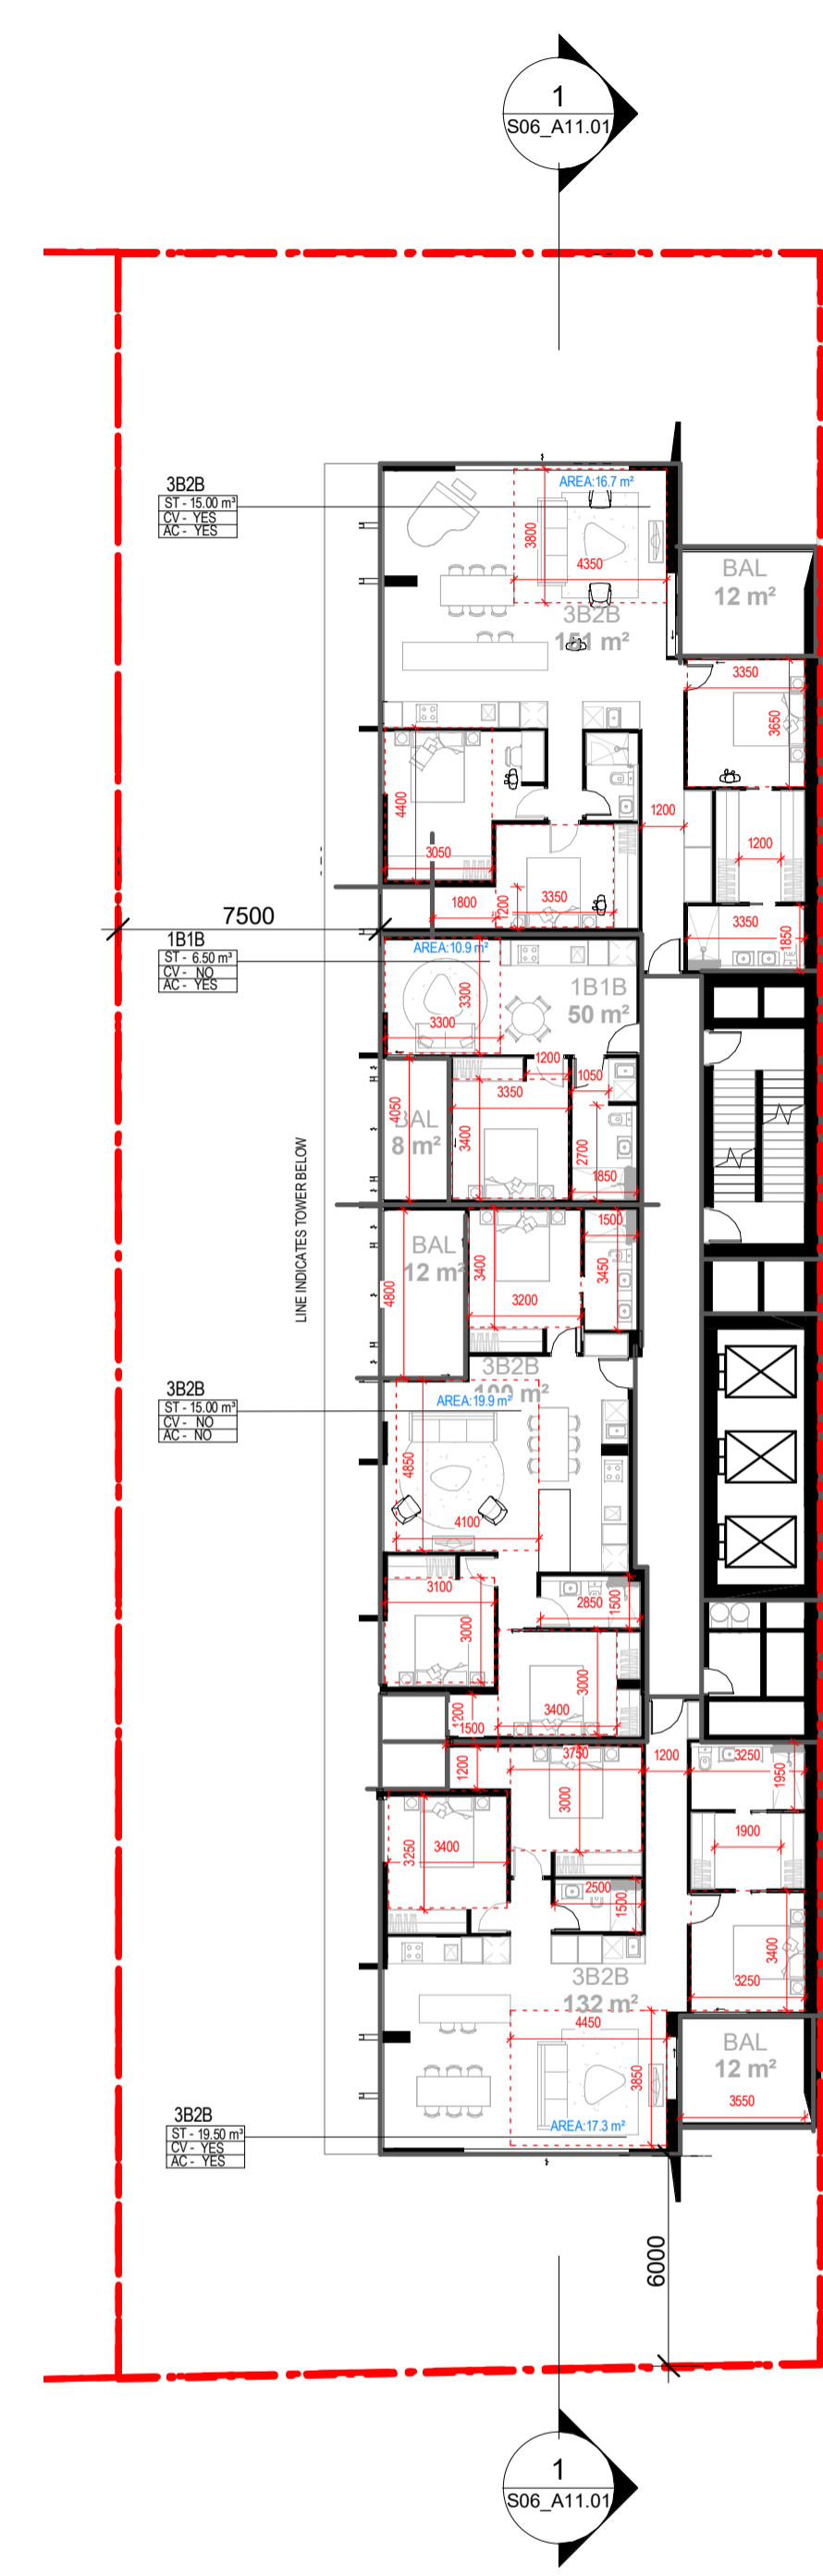 1
S06_A11.01
3B2B
ST - 15.00 m³
CV - YES
AC - YES
AREA:16.7 m²
3800
4350
3B2B
151 m²
BAL
12 m²
3350
3650
4400
3050
1200
1200
1800
1200
3350
3350
1850
7500
1B1B
ST - 6.50 m³
CV - NO
AC - YES
AREA:10.9 m²
3300
3300
1B1B
50 m²
1200
1050
3350
4050
BAL
8 m²
3400
2700
1850
LINE INDICATES TOWER BELOW
1500
BAL
12 m²
3400
3450
4800
3200
3B2B
ST - 15.00 m³
CV - NO
AC - NO
3B2B
m²
AREA:19.9 m²
4850
4100
3100
2850
1500
3000
3000
3400
1200
1500
3750
1200
1200
3250
1950
3000
3400
3250
1900
2500
1500
3400
3250
3B2B
132 m²
4450
BAL
12 m²
3850
3550
3B2B
ST - 19.50 m³
CV - YES
AC - YES
AREA:17.3 m²
6000
1
S06_A11.01